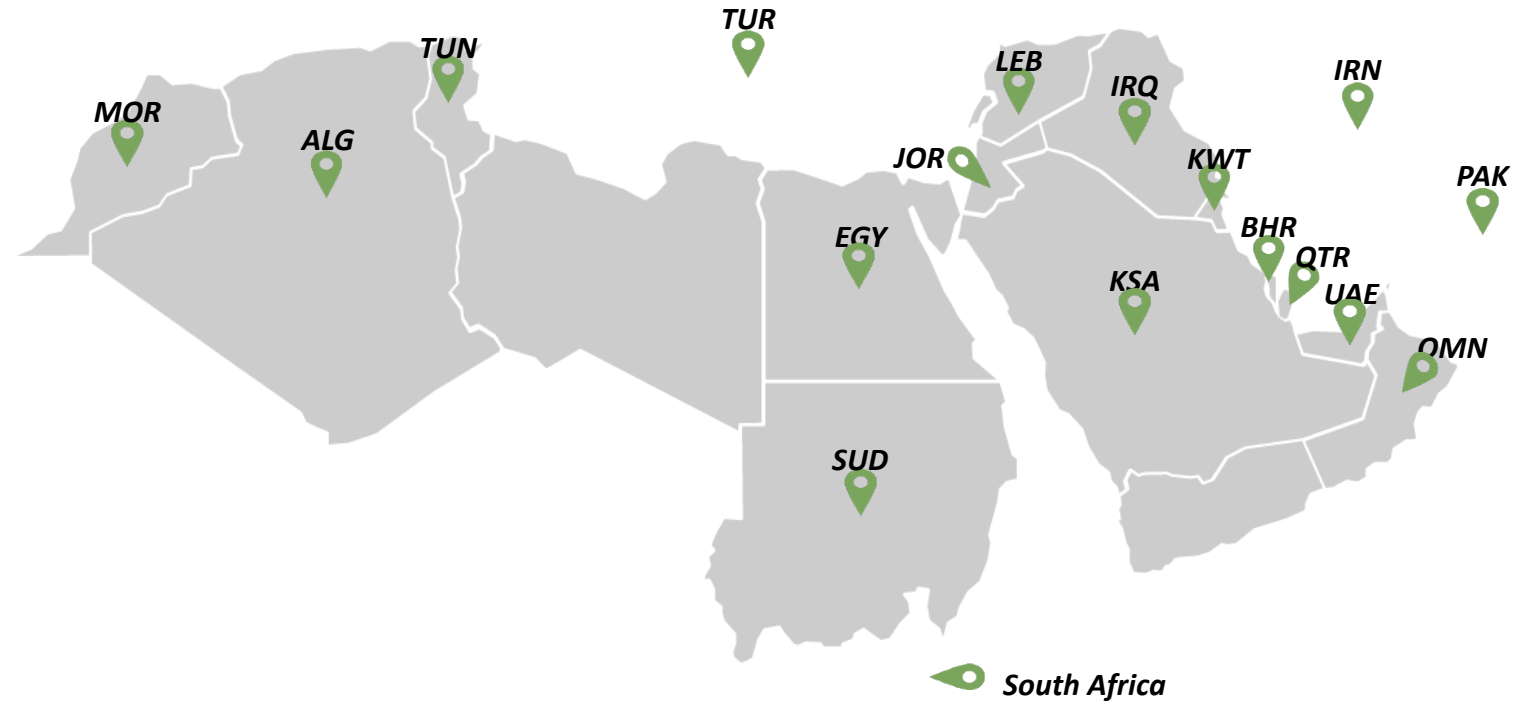 TUR
TUN
LEB
IRN
IRQ
MOR
ALG
JOR
KWT
PAK
BHR
EGY
QTR
KSA
UAE
OMN
SUD
South Africa